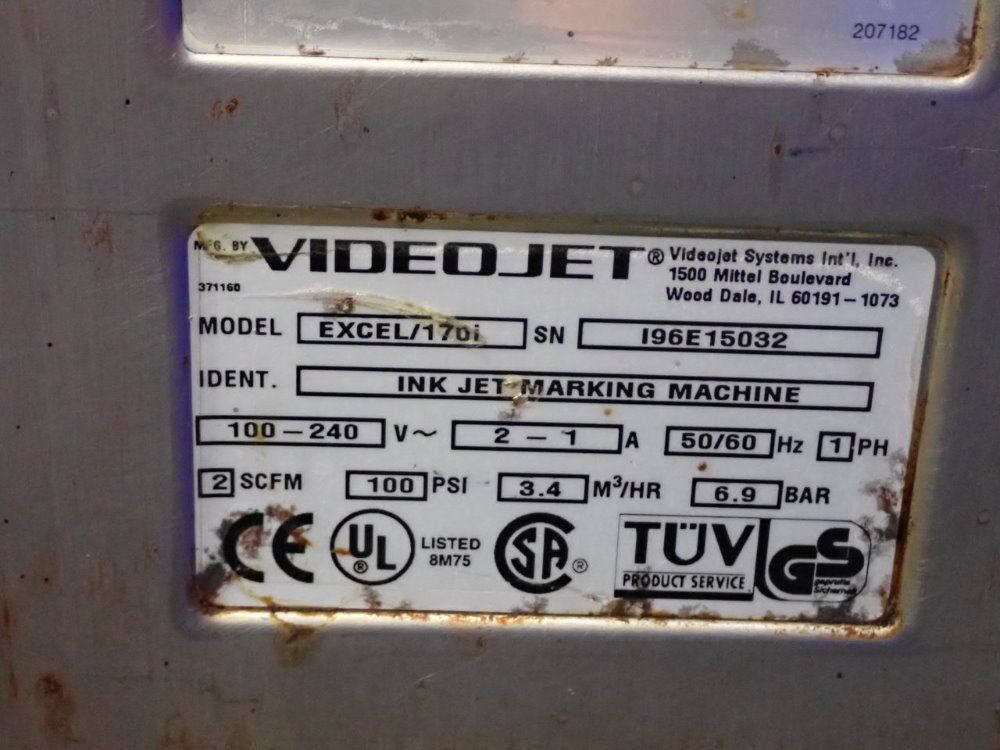 207182
MFG. BY VIDEOJET® Videojet Systems Int'l, Inc.
1500 Mittel Boulevard
371160
Wood Dale, IL 60191-1073
MODEL EXCEL/170i SN I96E15032
IDENT. INK JET MARKING MACHINE
100-240 V~ 2-1 A 50/60 Hz 1 PH
2 SCFM 100 PSI 3.4 M³/HR 6.9 BAR
CE UL® LISTED SA® TÜV GS
8M75
PRODUCT SERVICE geprüfte
Sicherheit